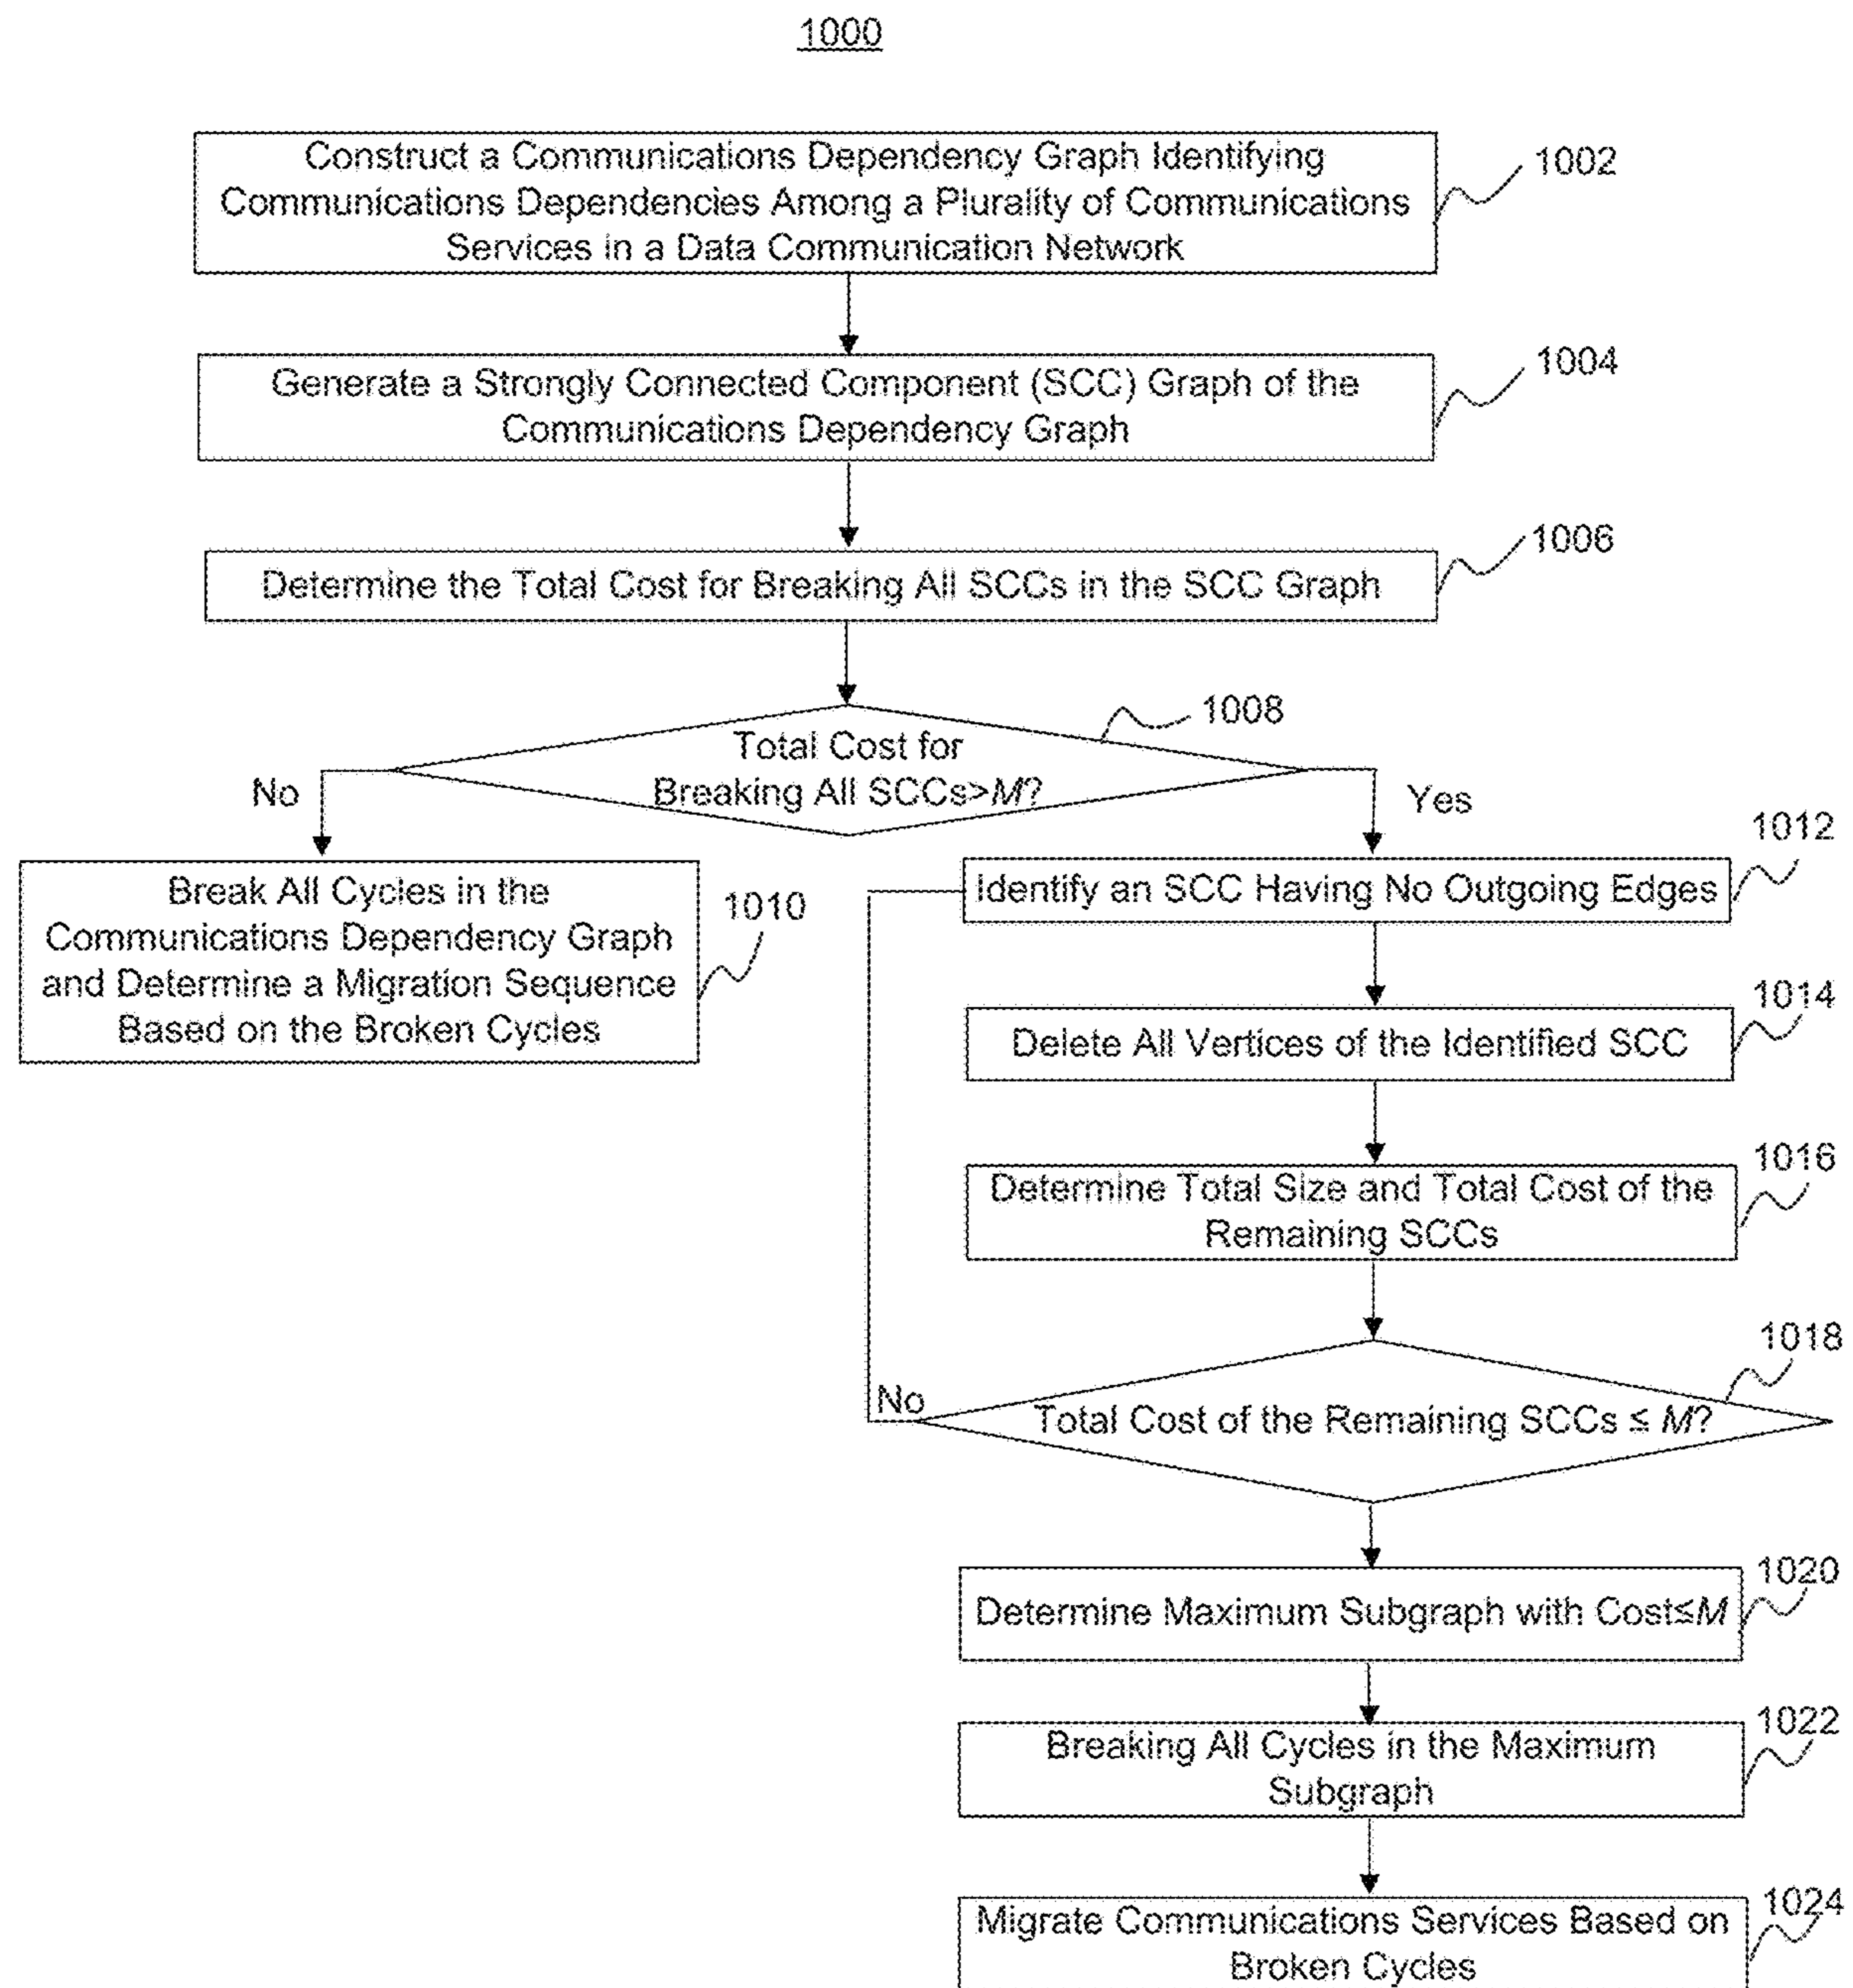 1000
Construct a Communications Dependency Graph Identifying
Communications Dependencies Among a Plurality of Communications
Services in a Data Communication Network
1002
Generate a Strongly Connected Component (SCC) Graph of the
Communications Dependency Graph
1004
Determine the Total Cost for Breaking All SCCs in the SCC Graph
1006
Total Cost for
Breaking All SCCs>M?
1008
No
Yes
Break All Cycles in the
Communications Dependency Graph
and Determine a Migration Sequence
Based on the Broken Cycles
1010
Identify an SCC Having No Outgoing Edges
1012
Delete All Vertices of the Identified SCC
1014
Determine Total Size and Total Cost of the
Remaining SCCs
1016
Total Cost of the Remaining SCCs ≤ M?
1018
No
Determine Maximum Subgraph with Cost≤M
1020
Breaking All Cycles in the Maximum
Subgraph
1022
Migrate Communications Services Based on
Broken Cycles
1024